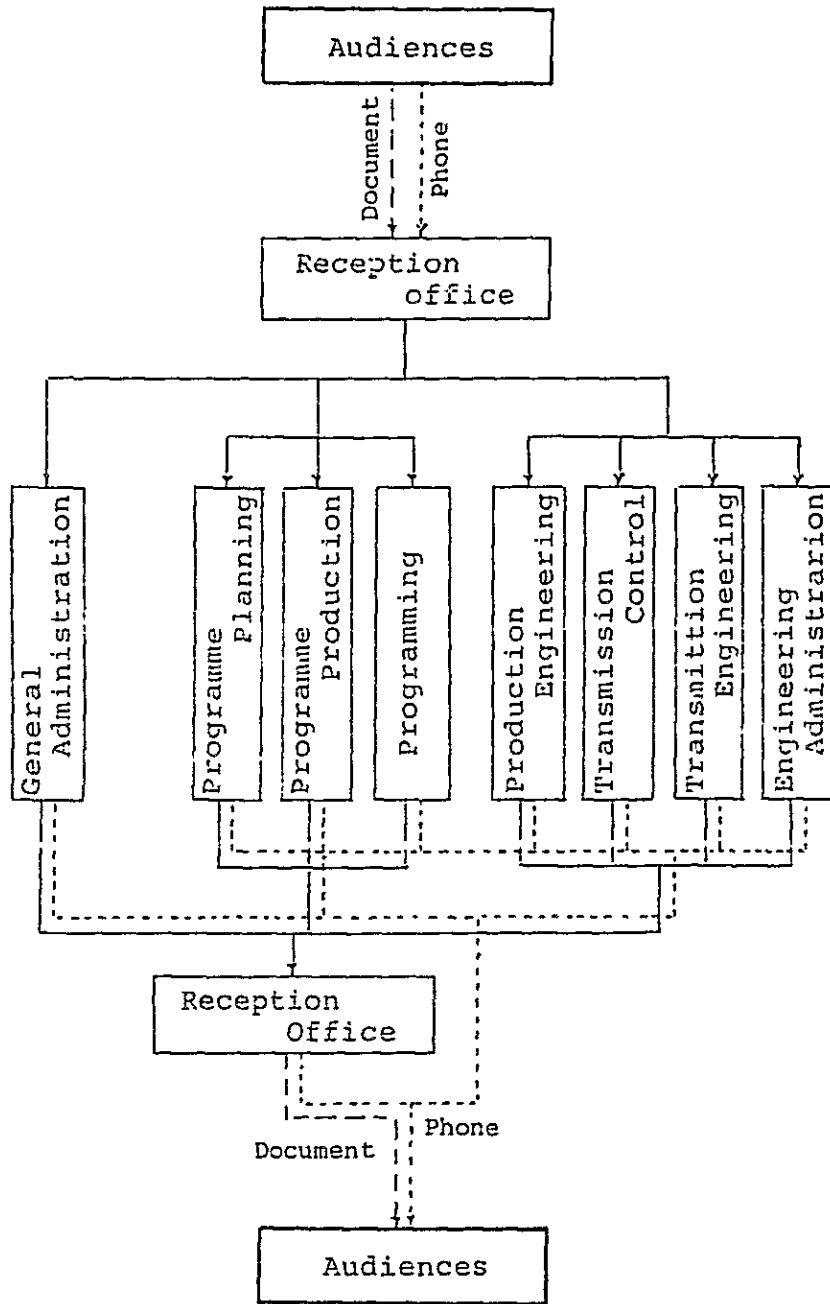 Audiences
Document
Phone
Reception
office
General
Administration
Programme
Planning
Programme
Production
Programming
Production
Engineering
Transmission
Control
Transmittion
Engineering
Engineering
Administrarion
Reception
Office
Document
Phone
Audiences